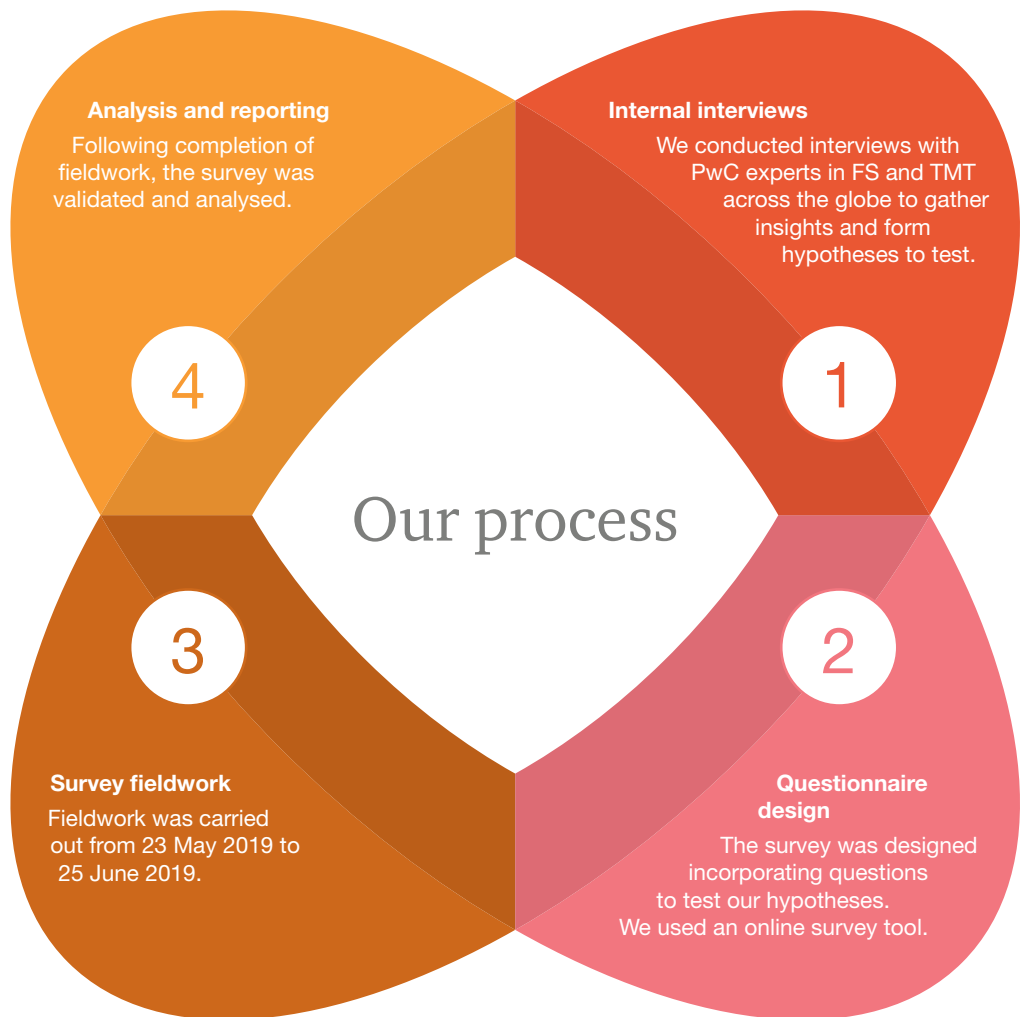 Our process
1
Internal interviews
We conducted interviews with
PwC experts in FS and TMT
across the globe to gather
insights and form
hypotheses to test.
2
Questionnaire
design
The survey was designed
incorporating questions
to test our hypotheses.
We used an online survey tool.
3
Survey fieldwork
Fieldwork was carried
out from 23 May 2019 to
25 June 2019.
4
Analysis and reporting
Following completion of
fieldwork, the survey was
validated and analysed.